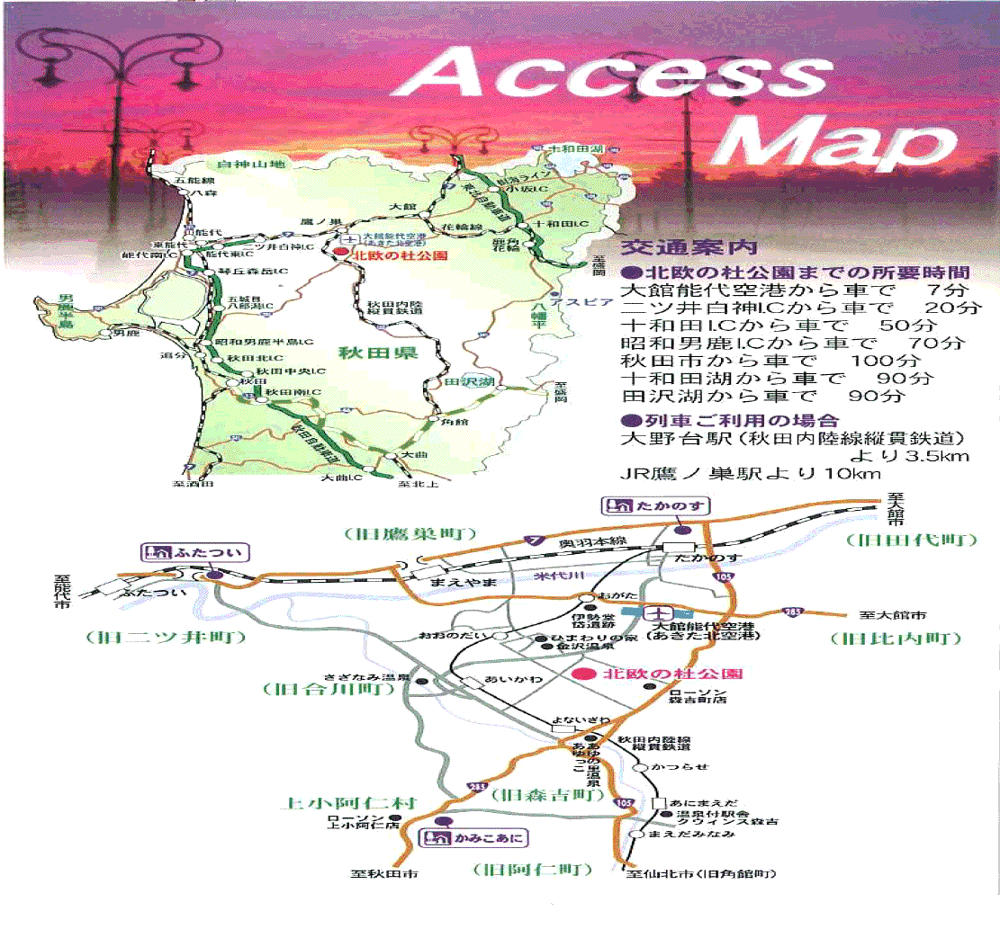 Access
Map
十和田湖
白神山地
五能線
八森
小坂I.C
大館
鷹ノ巣
花輪線
十和田I.C
能代
東能代
二ツ井白神I.C
大館能代空港
(あきた北空港)
鹿角
花輪
能代南I.C
能代東I.C
北欧の杜公園
至盛岡
琴丘森岳I.C
アスピア
八幡平
男鹿半島
五城目
八郎潟I.C
秋田内陸
縦貫鉄道
男鹿
昭和男鹿半島I.C
秋田県
追分
秋田北I.C
秋田中央I.C
秋田
田沢湖
至盛岡
秋田南I.C
角館
秋田自動車道
大曲
大曲I.C
至酒田
至北上
交通案内
●北欧の杜公園までの所要時間
大館能代空港から車で 7分
二ツ井白神I.Cから車で 20分
十和田I.Cから車で 50分
昭和男鹿I.Cから車で 70分
秋田市から車で 100分
十和田湖から車で 90分
田沢湖から車で 90分
●列車ご利用の場合
大野台駅(秋田内陸線縦貫鉄道)
より3.5km
JR鷹ノ巣駅より10km
至大館市
たかのす
(旧鷹巣町)
7
奥羽本線
(旧田代町)
ふたつい
たかのす
至能代市
ふたつい
まえやま
米代川
105
おがた
285
至大館市
伊勢堂
岱遺跡
大館能代空港
(あきた北空港)
(旧二ツ井町)
おおのだい
ひまわりの家
金沢温泉
(旧比内町)
北欧の杜公園
さざなみ温泉
あいかわ
(旧合川町)
ローソン
森吉町店
よないざわ
秋田内陸線
縦貫鉄道
かつらせ
285
(旧森吉町)
105
あにまえだ
上小阿仁村
ローソン
上小阿仁店
温泉付駅舎
クウィンス森吉
かみこあに
まえだみなみ
(旧阿仁町)
至秋田市
至仙北市(旧角館町)